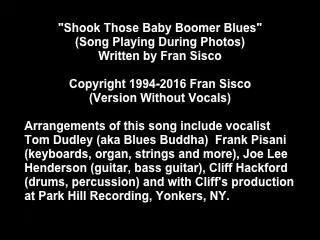 "Shook Those Baby Boomer Blues"
(Song Playing During Photos)
Written by Fran Sisco
Copyright 1994-2016 Fran Sisco
(Version Without Vocals)
Arrangements of this song include vocalist
Tom Dudley (aka Blues Buddha)  Frank Pisani
(keyboards, organ, strings and more), Joe Lee
Henderson (guitar, bass guitar), Cliff Hackford
(drums, percussion) and with Cliff's production
at Park Hill Recording, Yonkers, NY.